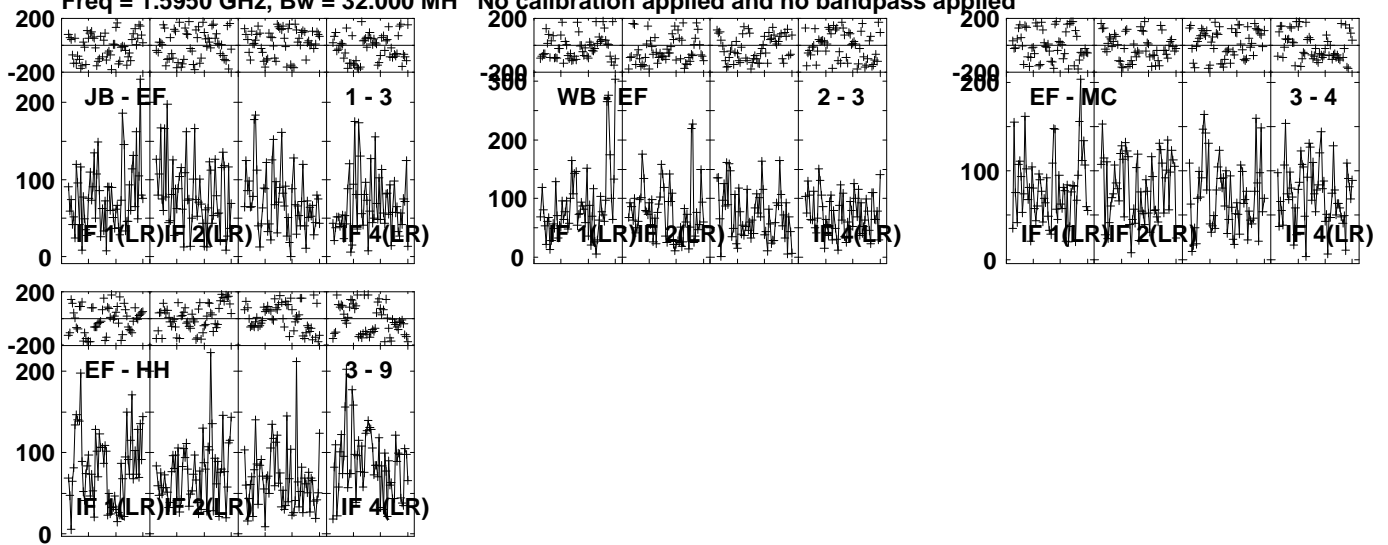 Freq = 1.5950 GHz, Bw = 32.000 MH No calibration applied and no bandpass applied
200
-200
200
100
0
JB - EF
1 - 3
IF 1(LR)
IF 2(LR)
IF 4(LR)
200
-200
300
200
100
0
WB - EF
2 - 3
IF 1(LR)
IF 2(LR)
IF 4(LR)
200
-200
200
100
0
EF - MC
3 - 4
IF 1(LR)
IF 2(LR)
IF 4(LR)
200
-200
200
100
0
EF - HH
3 - 9
IF 1(LR)
IF 2(LR)
IF 4(LR)